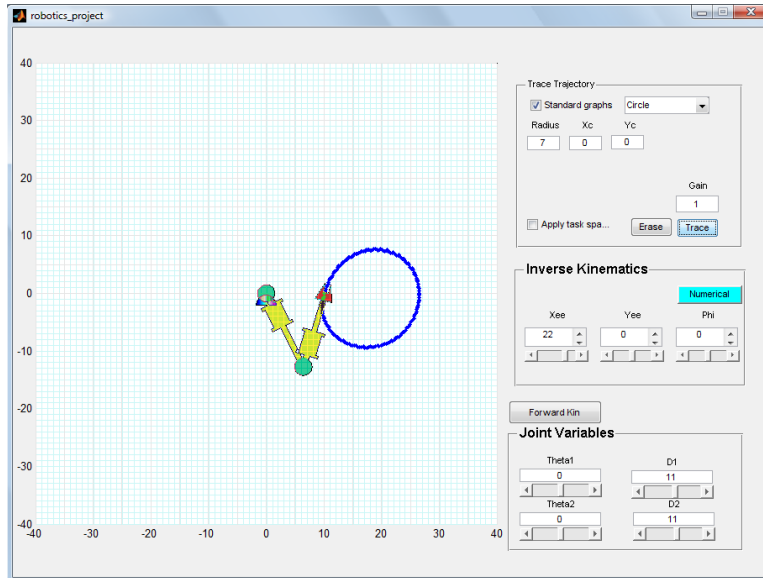 robotics_project
40
30
20
10
0
-10
-20
-30
-40
-40 -30 -20 -10 0 10 20 30 40
Trace Trajectory
Standard graphs Circle
Radius Xc Yc
7 0 0
Gain
1
Apply task spa... Erase Trace
Inverse Kinematics
Numerical
Xee Yee Phi
22 0 0
Forward Kin
Joint Variables
Theta1 D1
0 11
Theta2 D2
0 11